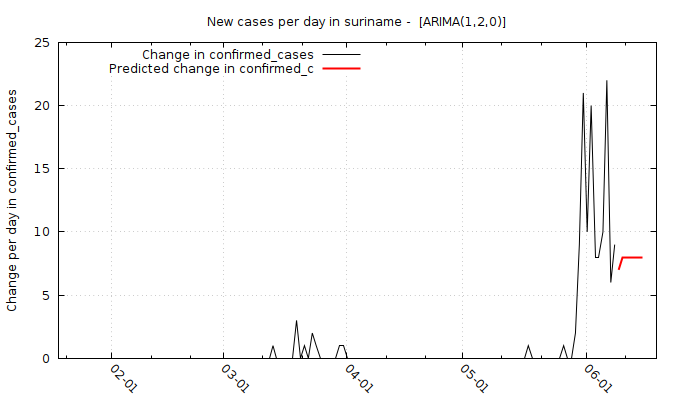 New cases per day in suriname -  [ARIMA(1,2,0)]
Change in confirmed_cases
Predicted change in confirmed_c
Change per day in confirmed_cases
25
20
15
10
5
0
02-01
03-01
04-01
05-01
06-01